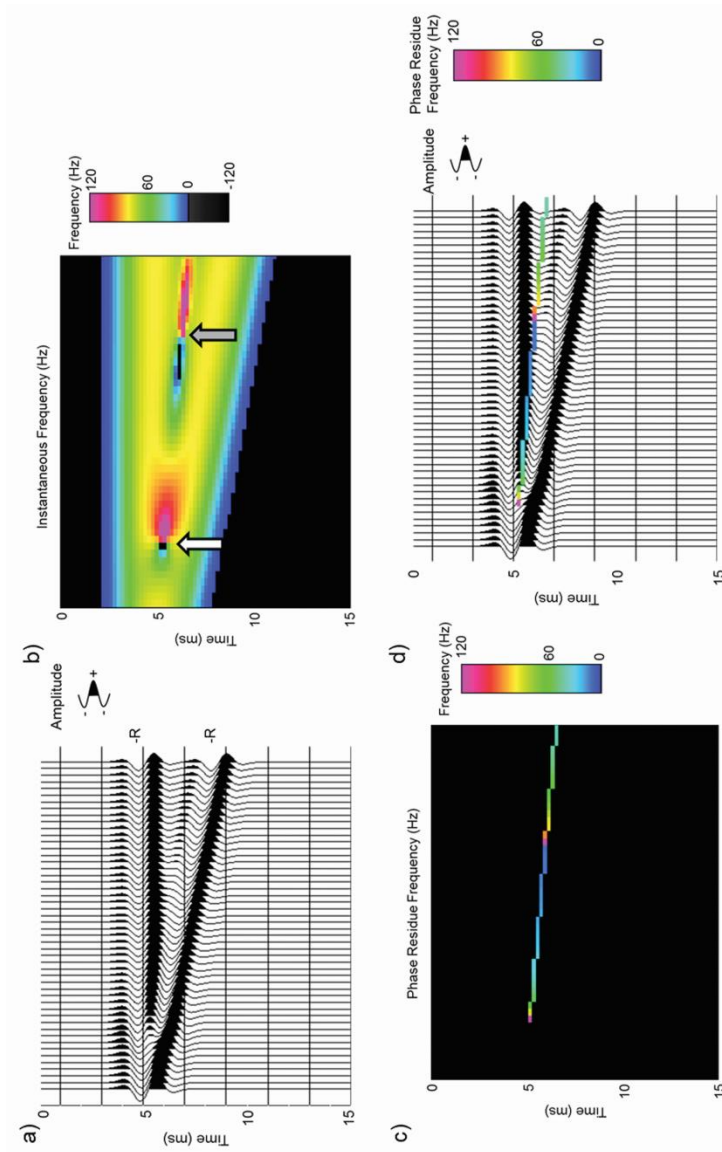 a)
Amplitude
- +
-
0
5
10
15
Time (ms)
-R
-R
b)
Instantaneous Frequency (Hz)
Frequency (Hz)
120
60
0
-120
0
5
10
15
Time (ms)
c)
Phase Residue Frequency (Hz)
Frequency (Hz)
120
60
0
0
5
10
15
Time (ms)
d)
Amplitude
- +
-
Phase Residue
Frequency (Hz)
120
60
0
0
5
10
15
Time (ms)